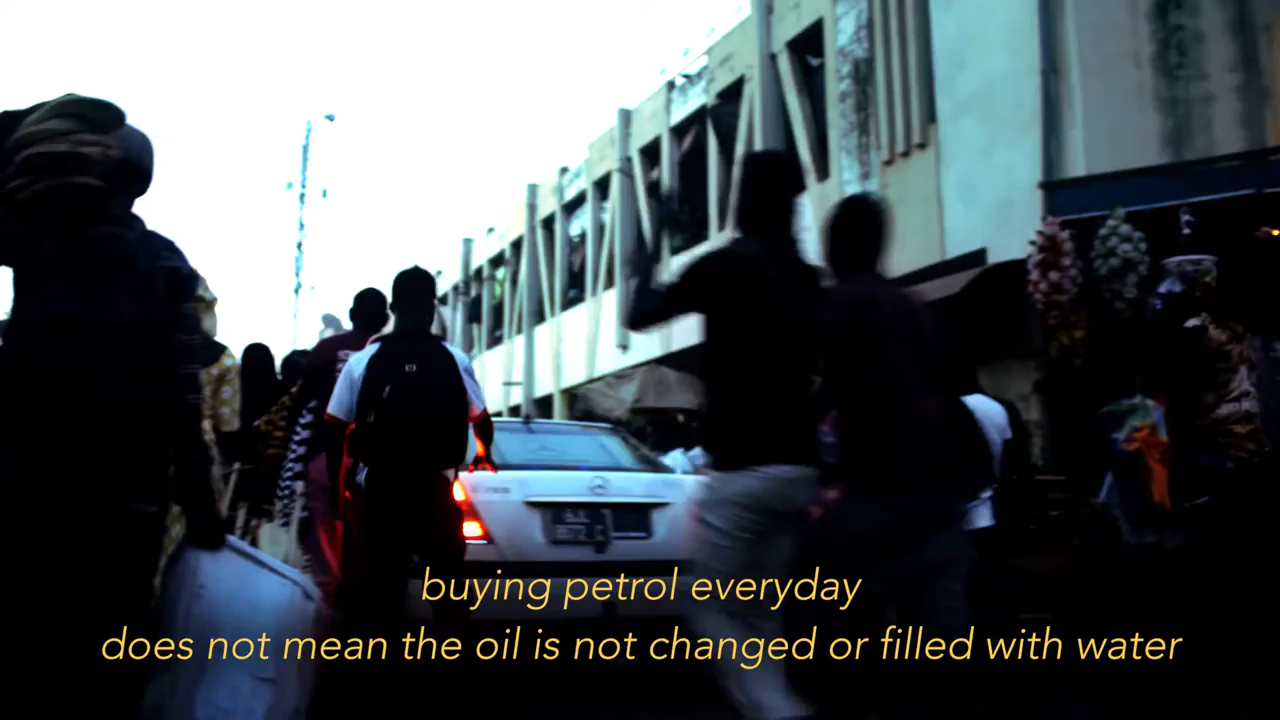 buying petrol everyday
does not mean the oil is not changed or filled with water